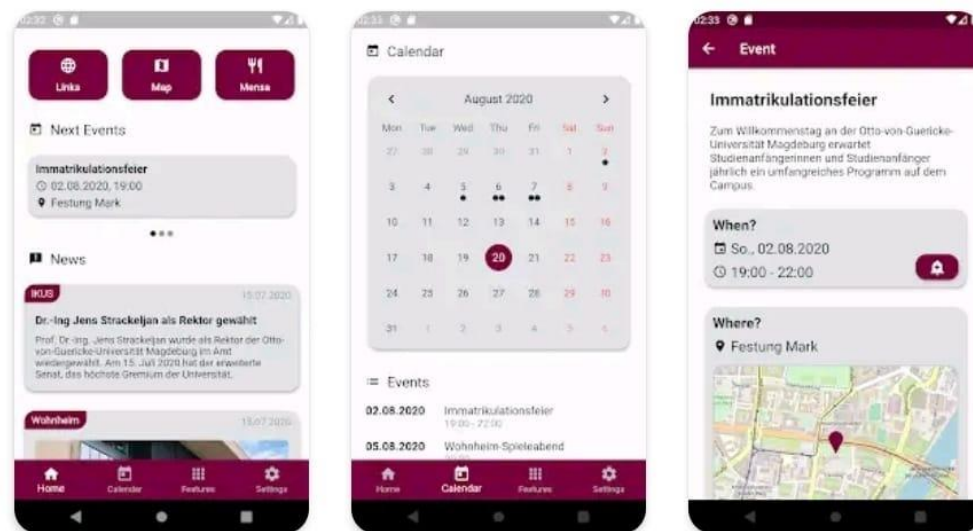 02:33
Links
Map
Mensa
Next Events
Immatrikulationsfeier
02.08.2020, 19:00
Festung Mark
News
IKUS
15.07.2020
Dr.-Ing Jens Strackeljan als Rektor gewählt
Prof. Dr.-Ing. Jens Strackeljan wurde als Rektor der Otto-
von-Guericke-Universität Magdeburg im Amt
wiedergewählt. Am 15. Juli 2020 hat der erweiterte
Senat, das höchste Gremium der Universität,
Wohnheim
Home
Calendar
Features
Settings
02:33
Calendar
August 2020
Mon Tue Wed Thu Fri Sat Sun
27 28 29 30 31 1 2
3 4 5 6 7 8 9
10 11 12 13 14 15 16
17 18 19 20 21 22 23
24 25 26 27 28 29 30
31 1 2 3 4 5 6
Events
02.08.2020 Immatrikulationsfeier
19:00 - 22:00
05.08.2020 Wohnheim-Spieleabend
Home
Calendar
Features
Settings
02:33
Event
Immatrikulationsfeier
Zum Willkommenstag an der Otto-von-Guericke-
Universität Magdeburg erwartet
Studienanfängerinnen und Studienanfänger
jährlich ein umfangreiches Programm auf dem
Campus.
When?
So., 02.08.2020
19:00 - 22:00
Where?
Festung Mark